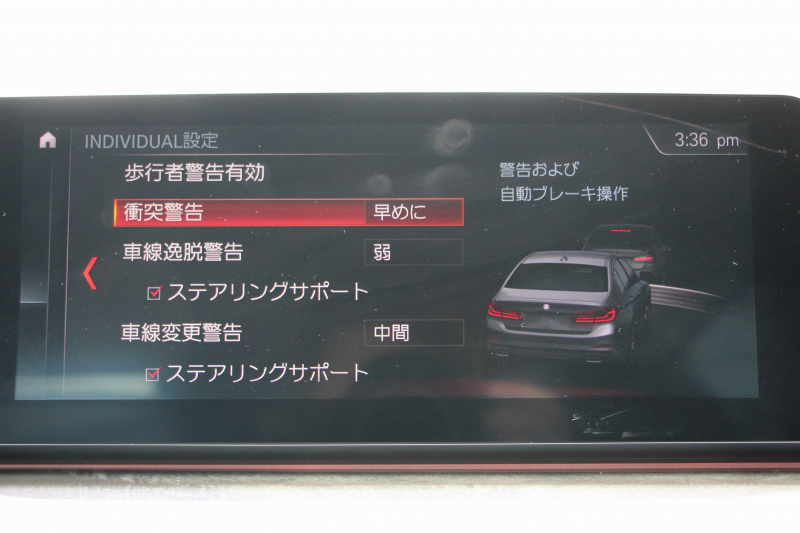 INDIVIDUAL設定
3:36 pm
歩行者警告有効
衝突警告 早めに
車線逸脱警告 弱
ステアリングサポート
車線変更警告 中間
ステアリングサポート
警告および
自動ブレーキ操作